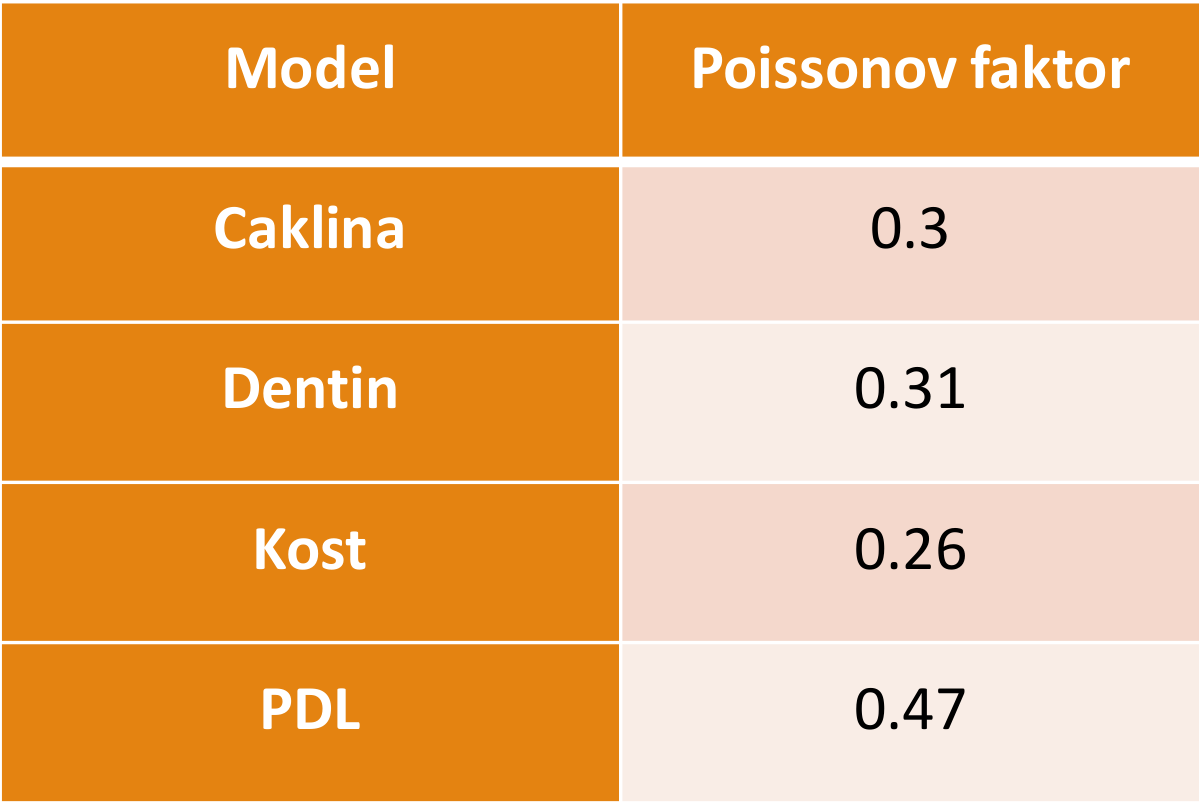 Model Poissonov faktor
Caklina 0.3
Dentin 0.31
Kost 0.26
PDL 0.47